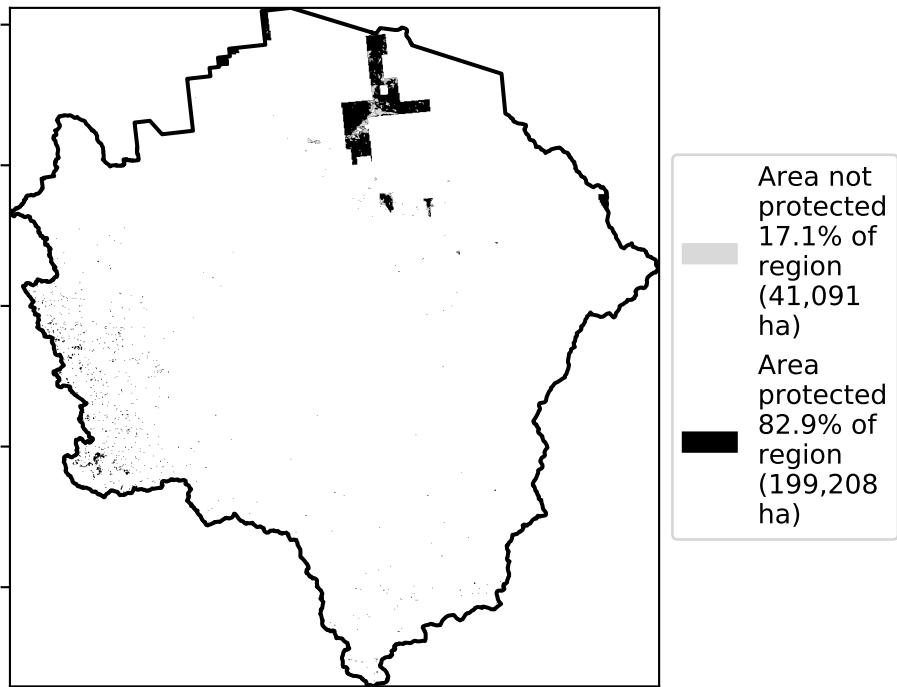 Area not
protected
17.1% of
region
(41,091
ha)
Area
protected
82.9% of
region
(199,208
ha)